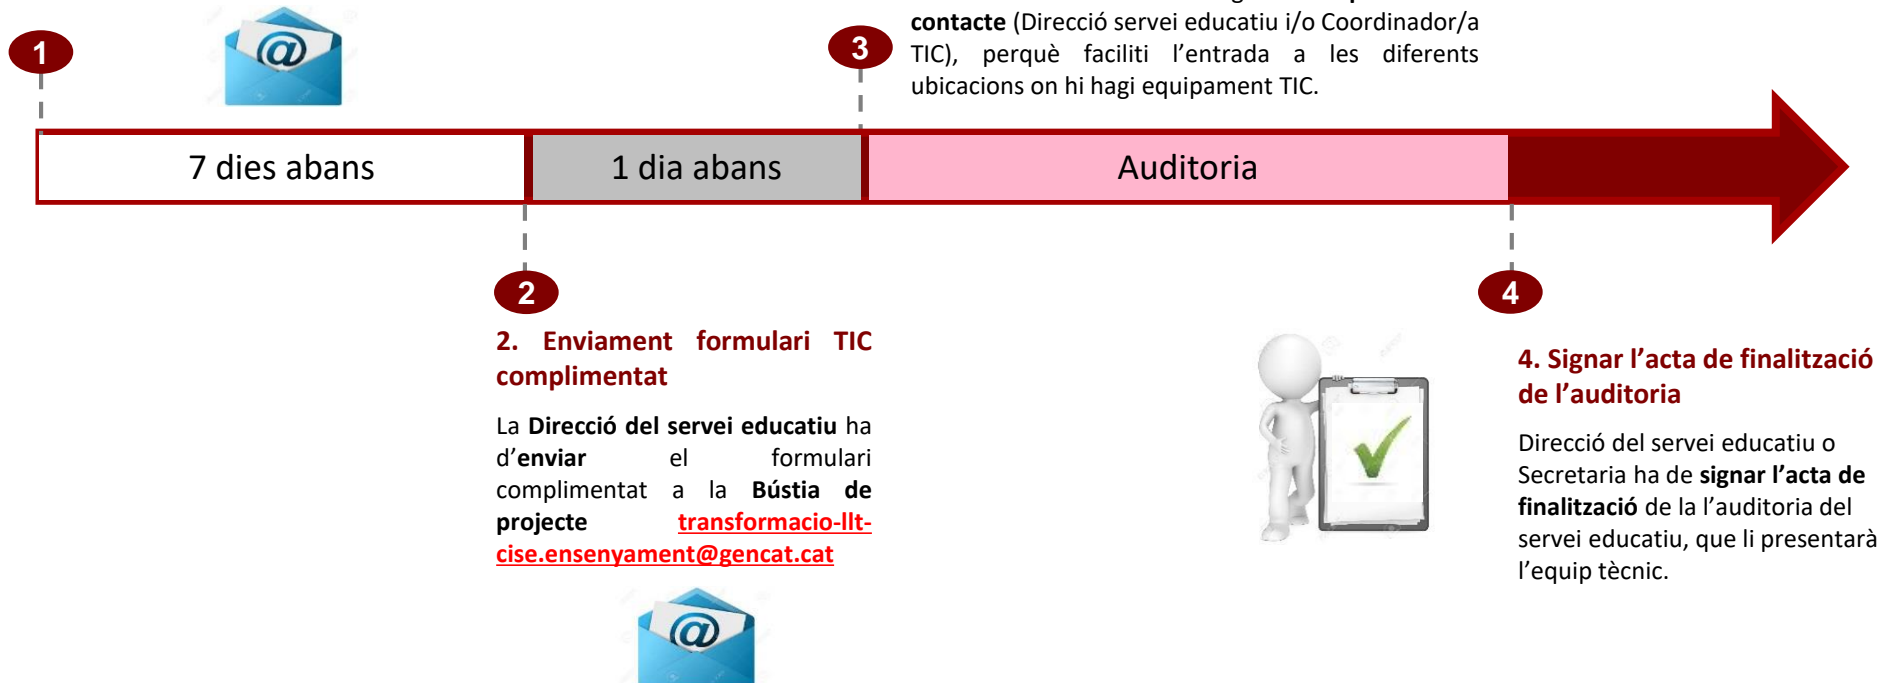 contacte (Direcció servei educatiu i/o Coordinador/a
TIC), perquè faciliti l’entrada a les diferents
ubicacions on hi hagi equipament TIC.
1
3
7 dies abans
1 dia abans
Auditoria
2
4
2. Enviament formulari TIC
complimentat
La Direcció del servei educatiu ha
d’enviar el formulari
complimentat a la Bústia de
projecte transformacio-llt-
cise.ensenyament@gencat.cat
4. Signar l’acta de finalització
de l’auditoria
Direcció del servei educatiu o
Secretaria ha de signar l’acta de
finalització de la l’auditoria del
servei educatiu, que li presentarà
l’equip tècnic.